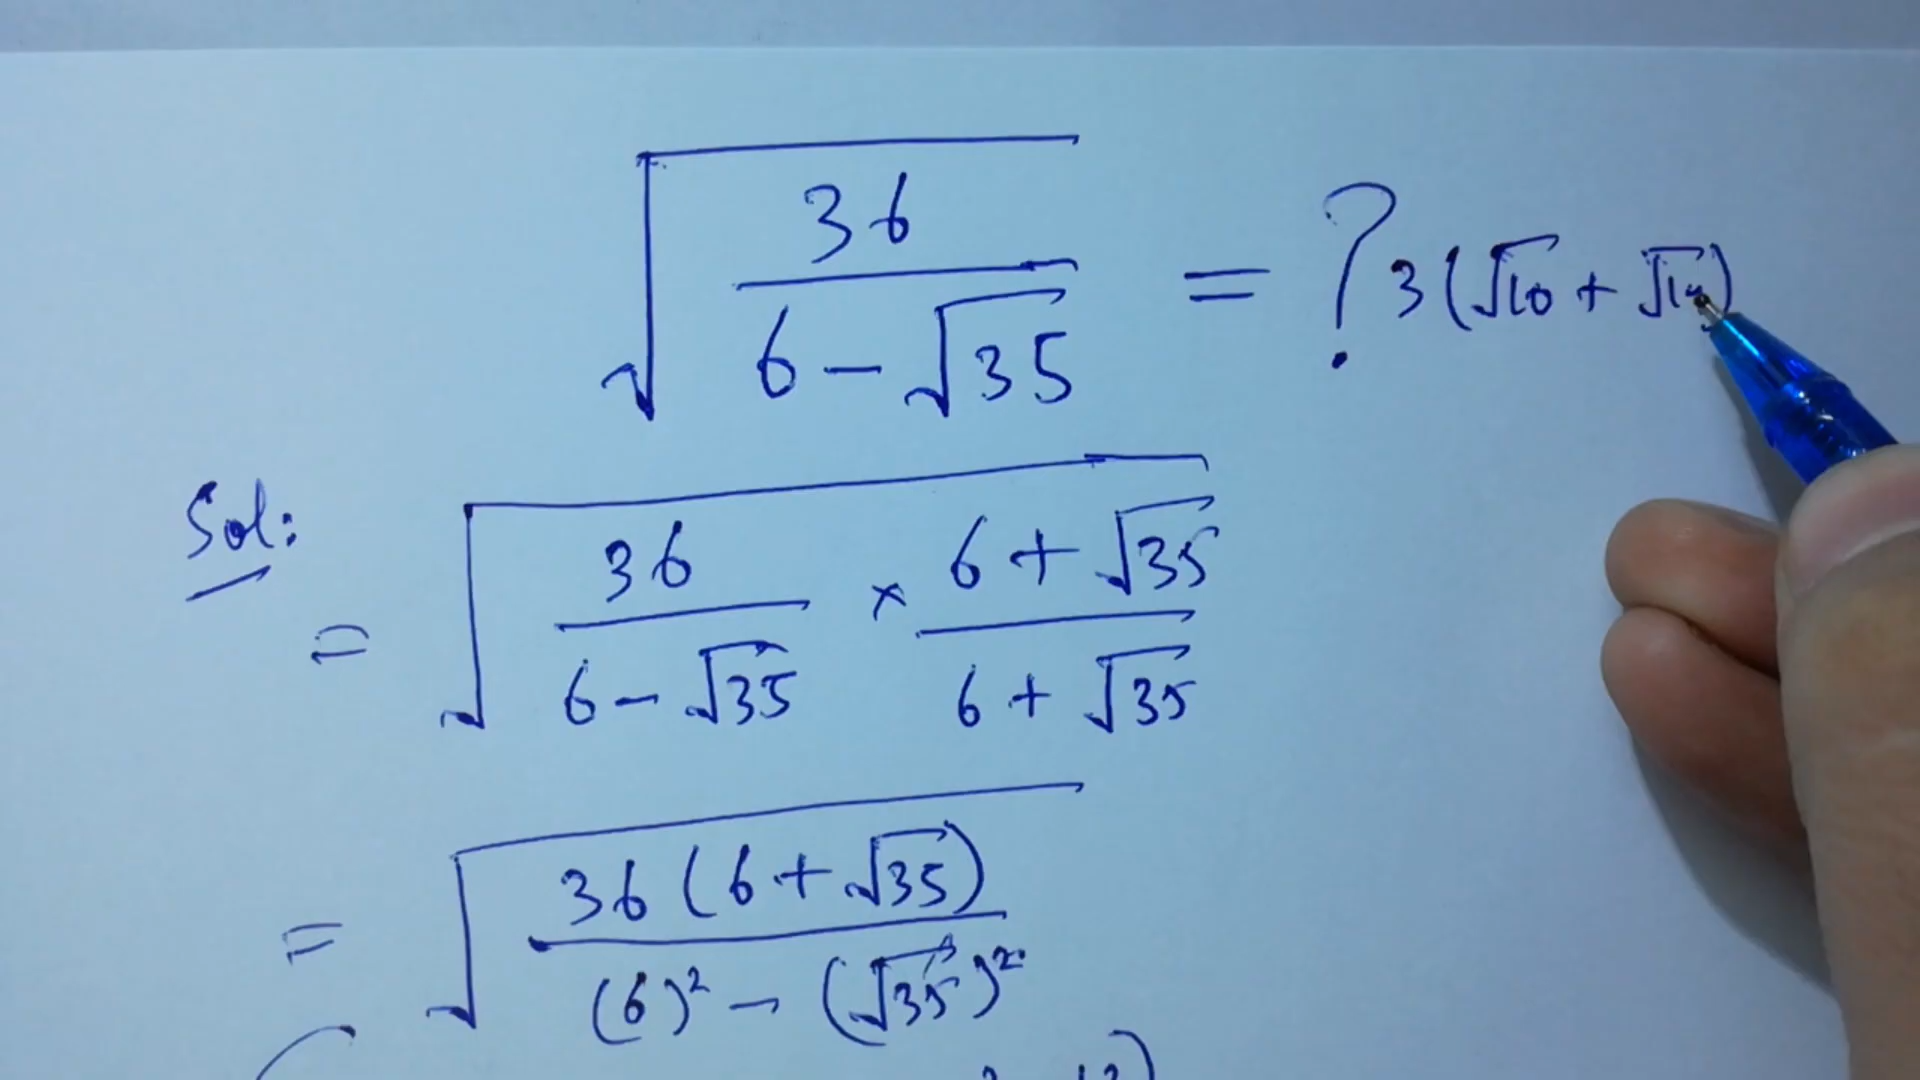 √(36/(6-√35)) = ? 3(√10 + √14)
Sol:
= √(36/(6-√35) × (6+√35)/(6+√35))
= √(36(6+√35)/((6)² - (√35)²))